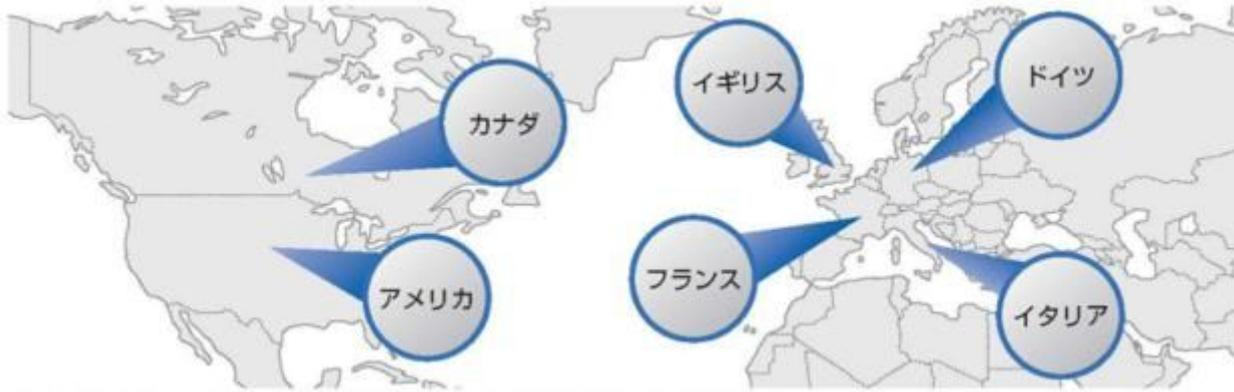 カナダ
アメリカ
イギリス
ドイツ
フランス
イタリア